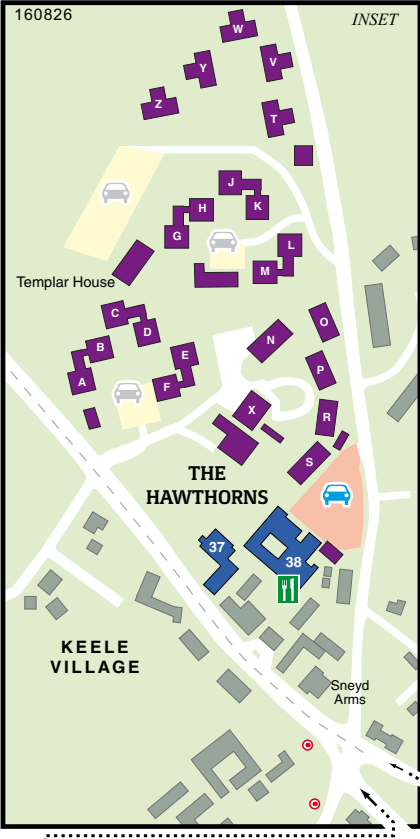 160826
INSET
W
Y
V
Z
T
J
H
K
G
L
M
Templar House
C
O
D
B
N
E
P
A
F
X
R
S
THE
HAWTHORNS
37
38
KEELE
VILLAGE
Sneyd
Arms